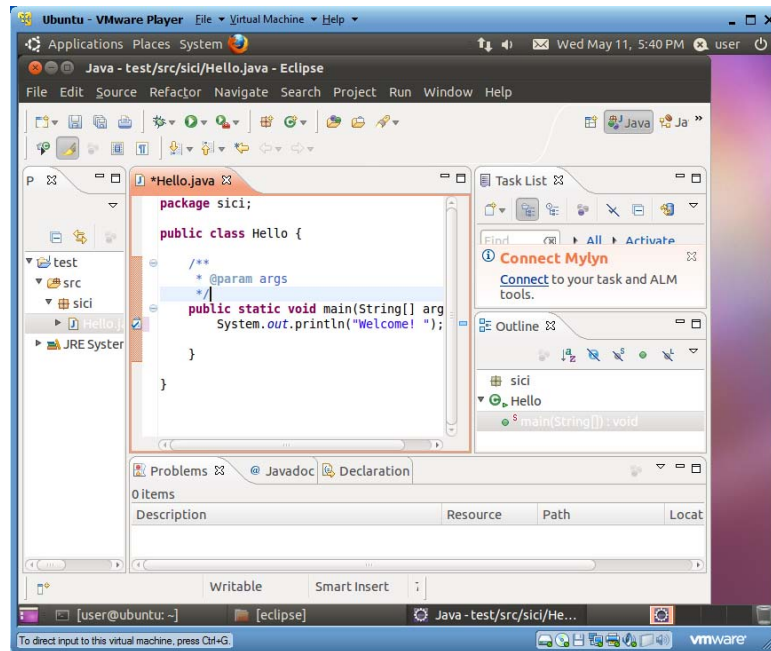 Ubuntu - VMware Player File Virtual Machine Help
Applications Places System Wed May 11, 5:40 PM user
Java - test/src/sici/Hello.java - Eclipse
File Edit Source Refactor Navigate Search Project Run Window Help
Java Ja »
P
*Hello.java
Task List
package sici;
public class Hello {
/**
* @param args
*/
public static void main(String[] arg
System.out.println("Welcome! ");
}
}
test
src
sici
Hello.j
JRE Syster
Find All Activate
Connect Mylyn
Connect to your task and ALM
tools.
Outline
sici
Hello
main(String[]) : void
Problems @ Javadoc Declaration
0 items
Description Resource Path Locat
Writable Smart Insert
[user@ubuntu: ~] [eclipse] Java - test/src/sici/He...
To direct input to this virtual machine, press Ctrl+G. vmware